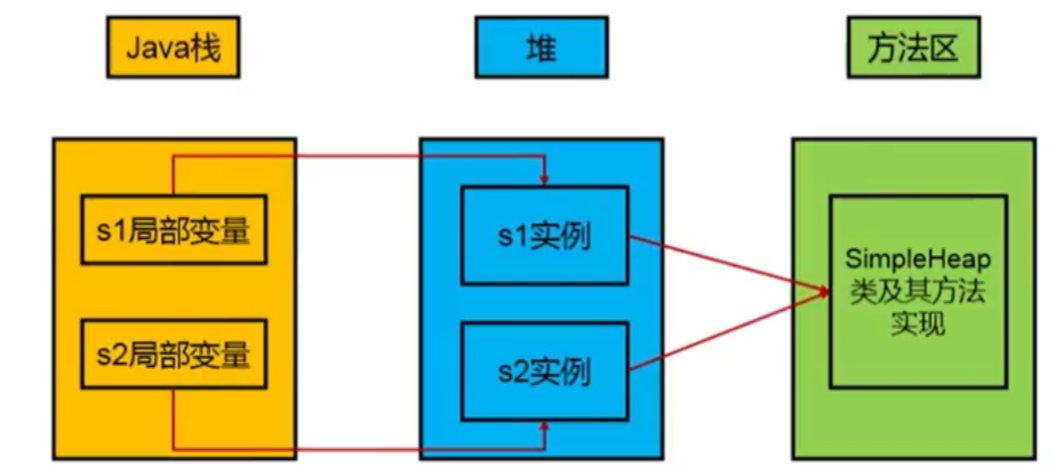 Java栈
堆
方法区
s1局部变量
s2局部变量
s1实例
s2实例
SimpleHeap
类及其方法
实现